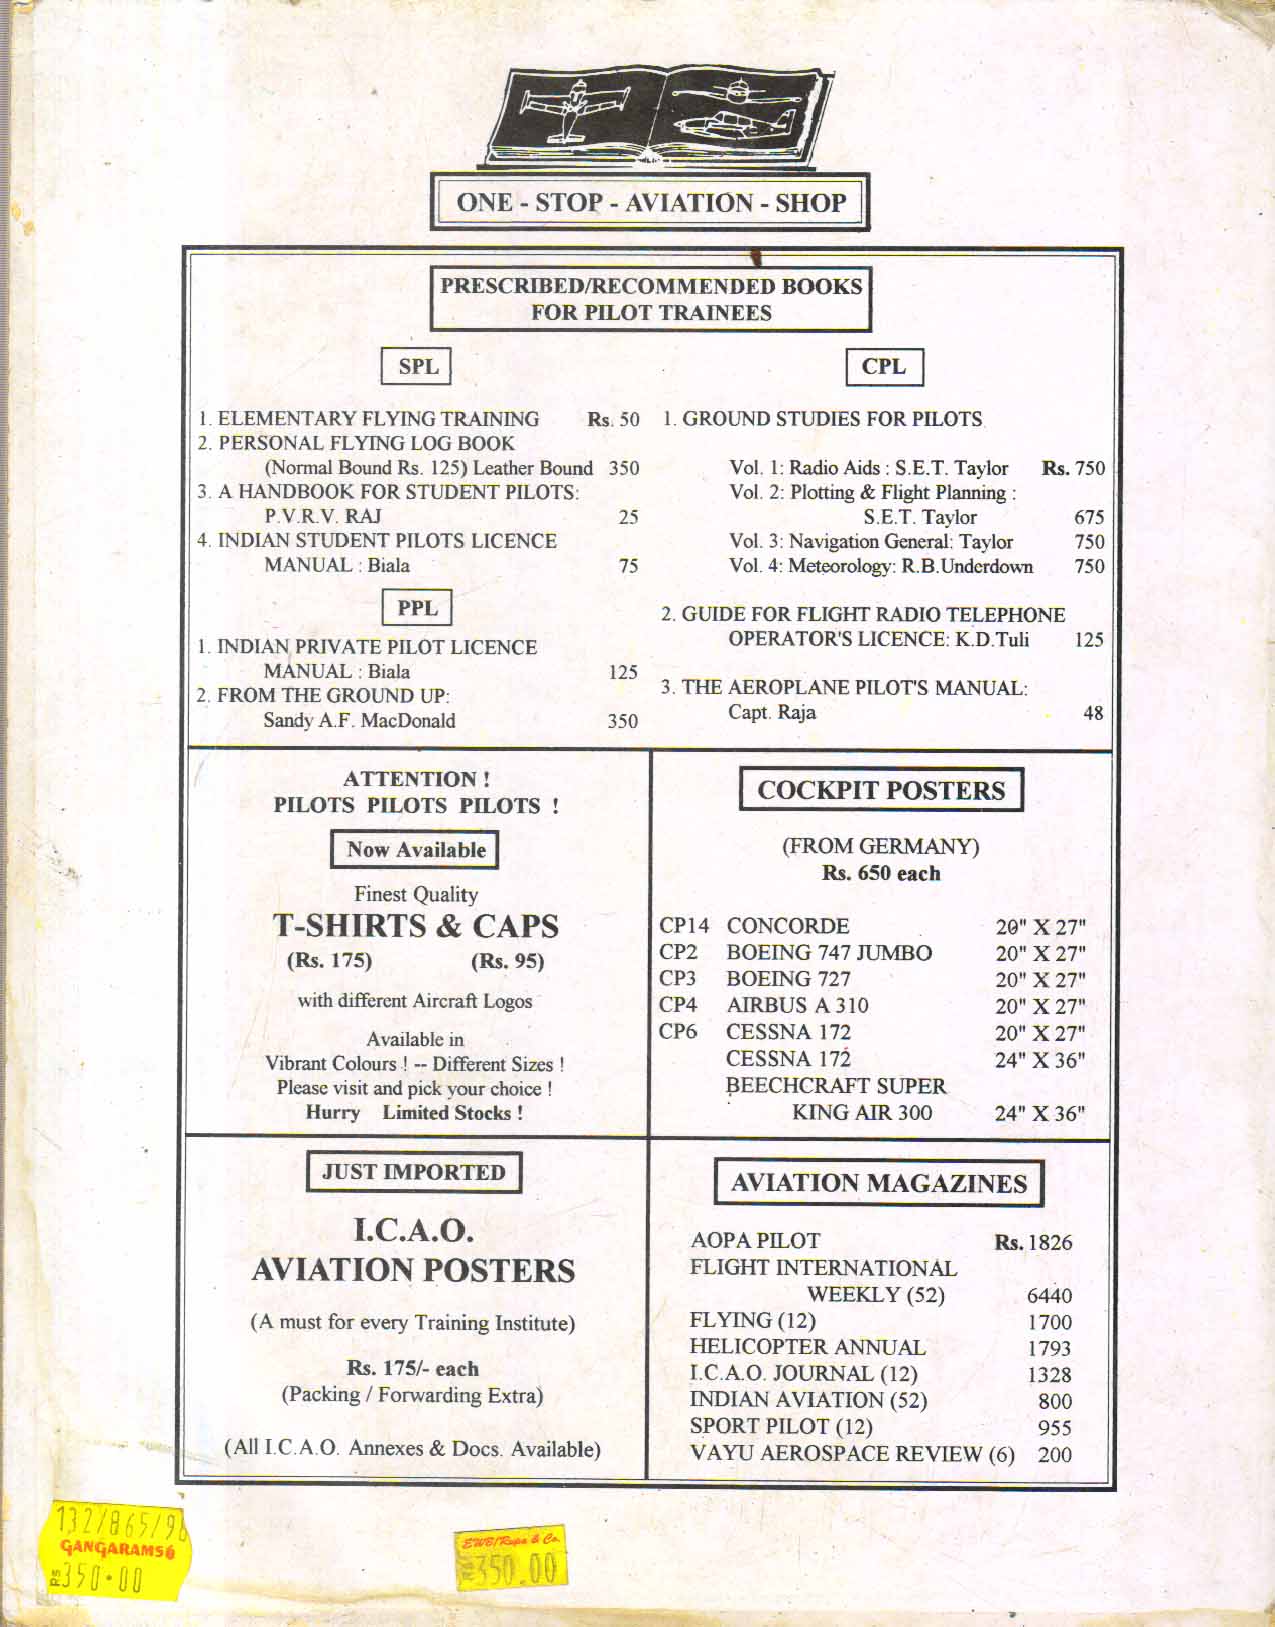 ONE - STOP - AVIATION - SHOP
PRESCRIBED/RECOMMENDED BOOKS
FOR PILOT TRAINEES
SPL
1. ELEMENTARY FLYING TRAINING Rs. 50
2. PERSONAL FLYING LOG BOOK
(Normal Bound Rs. 125) Leather Bound 350
3. A HANDBOOK FOR STUDENT PILOTS:
P.V.R.V. RAJ 25
4. INDIAN STUDENT PILOTS LICENCE
MANUAL : Biala 75
PPL
1. INDIAN PRIVATE PILOT LICENCE
MANUAL : Biala 125
2. FROM THE GROUND UP:
Sandy A.F. MacDonald 350
CPL
1. GROUND STUDIES FOR PILOTS
Vol. 1: Radio Aids : S.E.T. Taylor Rs. 750
Vol. 2: Plotting & Flight Planning :
S.E.T. Taylor 675
Vol. 3: Navigation General: Taylor 750
Vol. 4: Meteorology: R.B.Underdown 750
2. GUIDE FOR FLIGHT RADIO TELEPHONE
OPERATOR'S LICENCE: K.D.Tuli 125
3. THE AEROPLANE PILOT'S MANUAL:
Capt. Raja 48
ATTENTION !
PILOTS PILOTS PILOTS !
Now Available
Finest Quality
T-SHIRTS & CAPS
(Rs. 175) (Rs. 95)
with different Aircraft Logos
Available in
Vibrant Colours ! -- Different Sizes !
Please visit and pick your choice !
Hurry Limited Stocks !
COCKPIT POSTERS
(FROM GERMANY)
Rs. 650 each
CP14 CONCORDE 20" X 27"
CP2 BOEING 747 JUMBO 20" X 27"
CP3 BOEING 727 20" X 27"
CP4 AIRBUS A 310 20" X 27"
CP6 CESSNA 172 20" X 27"
CESSNA 172 24" X 36"
BEECHCRAFT SUPER
KING AIR 300 24" X 36"
JUST IMPORTED
I.C.A.O.
AVIATION POSTERS
(A must for every Training Institute)
Rs. 175/- each
(Packing / Forwarding Extra)
(All I.C.A.O. Annexes & Docs. Available)
AVIATION MAGAZINES
AOPA PILOT Rs. 1826
FLIGHT INTERNATIONAL
WEEKLY (52) 6440
FLYING (12) 1700
HELICOPTER ANNUAL 1793
I.C.A.O. JOURNAL (12) 1328
INDIAN AVIATION (52) 800
SPORT PILOT (12) 955
VAYU AEROSPACE REVIEW (6) 200
GANGARAMS6
RS 350.00
EWB/Rupa & Co.
350.00